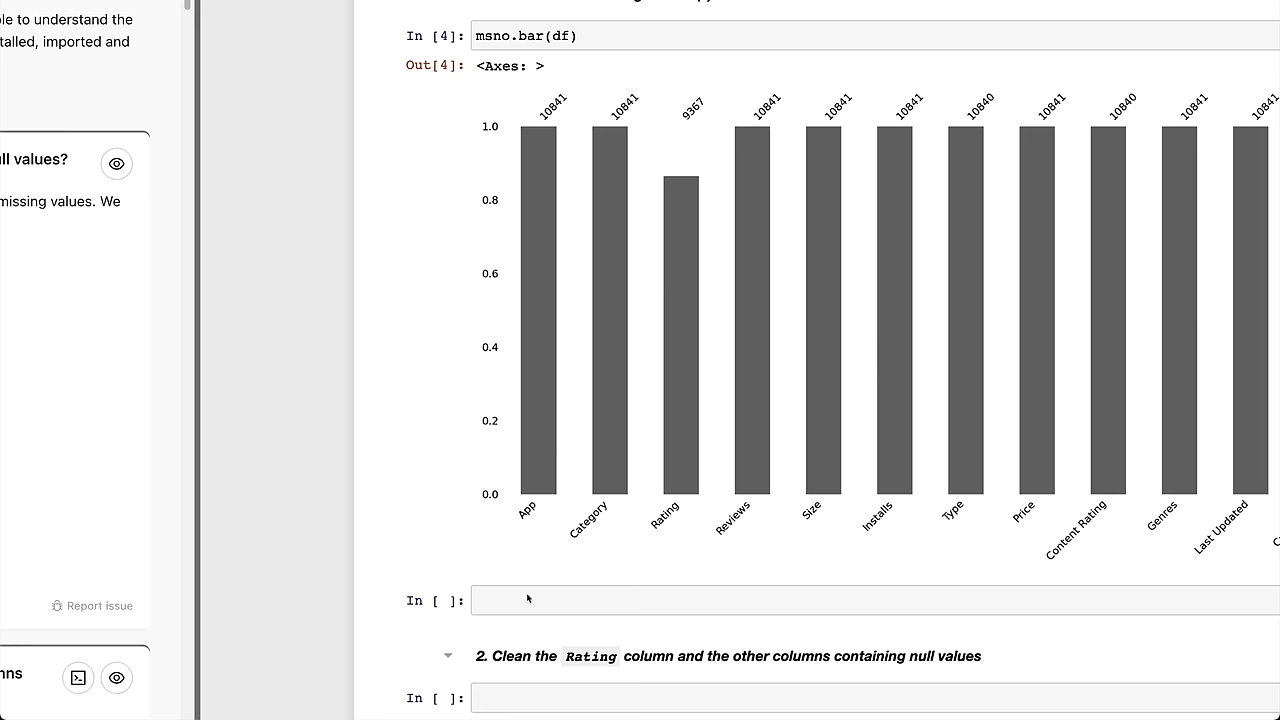 le to understand the
talled, imported and
ll values?
missing values. We
Report issue
nns
In [4]: msno.bar(df)
Out[4]: <Axes: >
10841 10841 9367 10841 10841 10841 10840 10841 10840 10841 10841
1.0
0.8
0.6
0.4
0.2
0.0
App Category Rating Reviews Size Installs Type Price Content Rating Genres Last Updated C
In [ ]:
2. Clean the Rating column and the other columns containing null values
In [ ]: